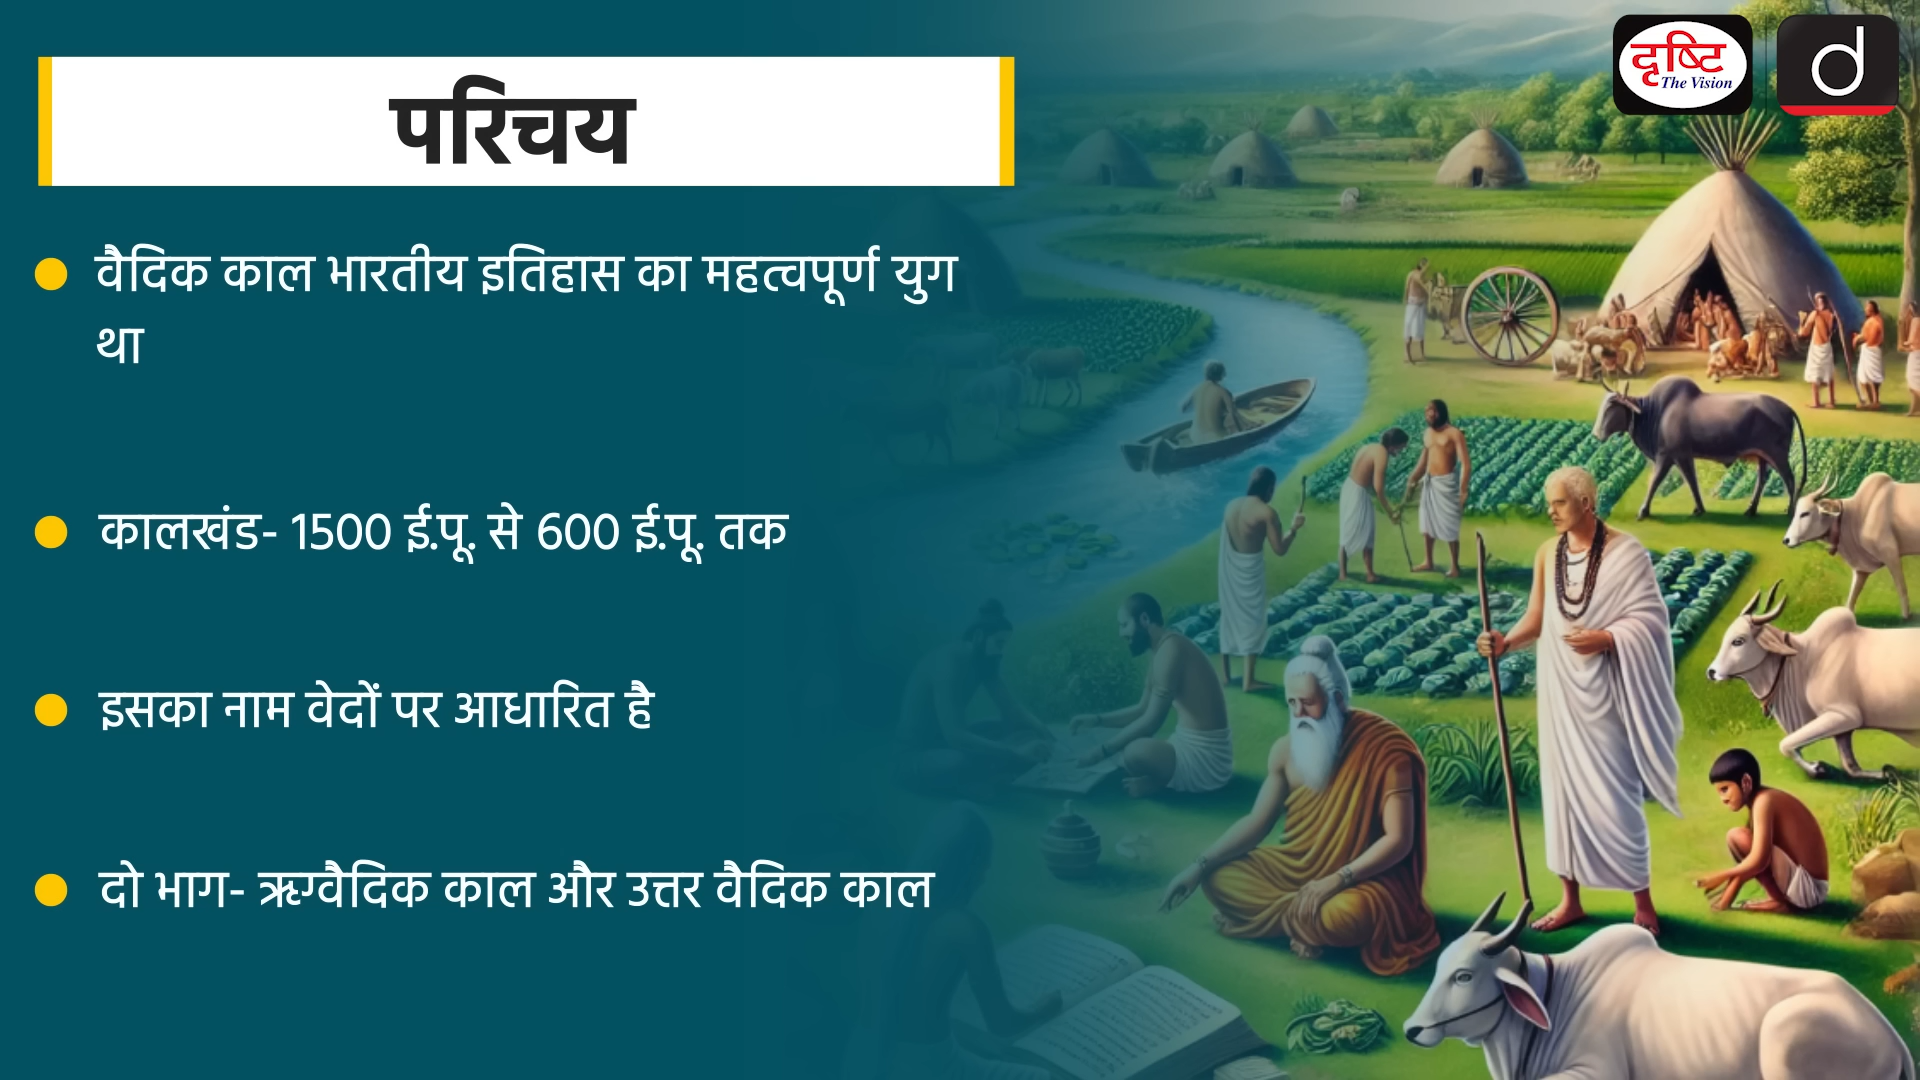 दृष्टि
The Vision
d
परिचय
वैदिक काल भारतीय इतिहास का महत्वपूर्ण युग
था
कालखंड- 1500 ई.पू. से 600 ई.पू. तक
इसका नाम वेदों पर आधारित है
दो भाग- ऋग्वैदिक काल और उत्तर वैदिक काल